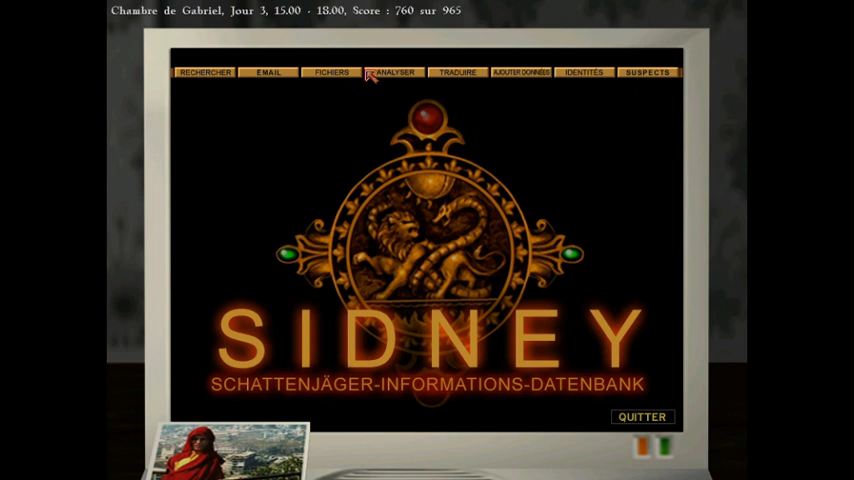 Chambre de Gabriel, Jour 3, 15.00 - 18.00, Score : 760 sur 965
RECHERCHER EMAIL FICHIERS ANALYSER TRADUIRE AJOUTER DONNÉES IDENTITÉS SUSPECTS
SIDNEY
SCHATTENJÄGER-INFORMATIONS-DATENBANK
QUITTER